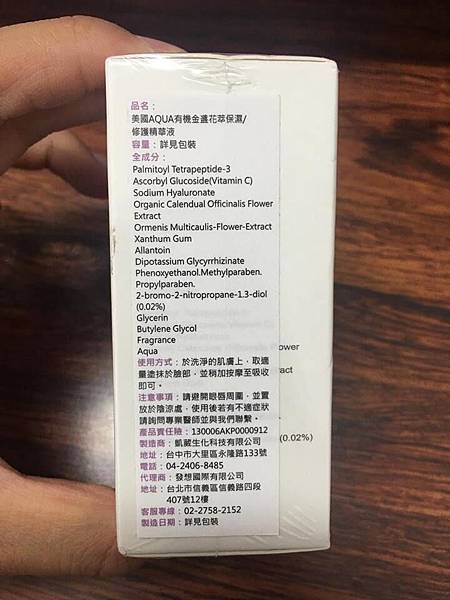 品名：
美國AQUA有機金盞花萃保濕/
修護精華液
容量：詳見包裝
全成分：
Palmitoyl Tetrapeptide-3
Ascorbyl Glucoside(Vitamin C)
Sodium Hyaluronate
Organic Calendual Officinalis Flower
Extract
Ormenis Multicaulis-Flower-Extract
Xanthum Gum
Allantoin
Dipotassium Glycyrrhizinate
Phenoxyethanol.Methylparaben.
Propylparaben.
2-bromo-2-nitropropane-1.3-diol
(0.02%)
Glycerin
Butylene Glycol
Fragrance
Aqua
使用方式：於洗淨的肌膚上，取適
量塗抹於臉部，並稍加按摩至吸收
即可。
注意事項：請避開眼唇周圍，並置
放於陰涼處，使用後若有不適症狀
請詢問專業醫師並與我們聯繫。
產品責任險：130006AKP0000912
製造商：凱葳生化科技有限公司
地址：台中市大里區永隆路133號
電話：04-2406-8485
代理商：發想國際有限公司
地址：台北市信義區信義路四段
407號12樓
客服專線：02-2758-2152
製造日期：詳見包裝
Flower
ract
(0.02%)